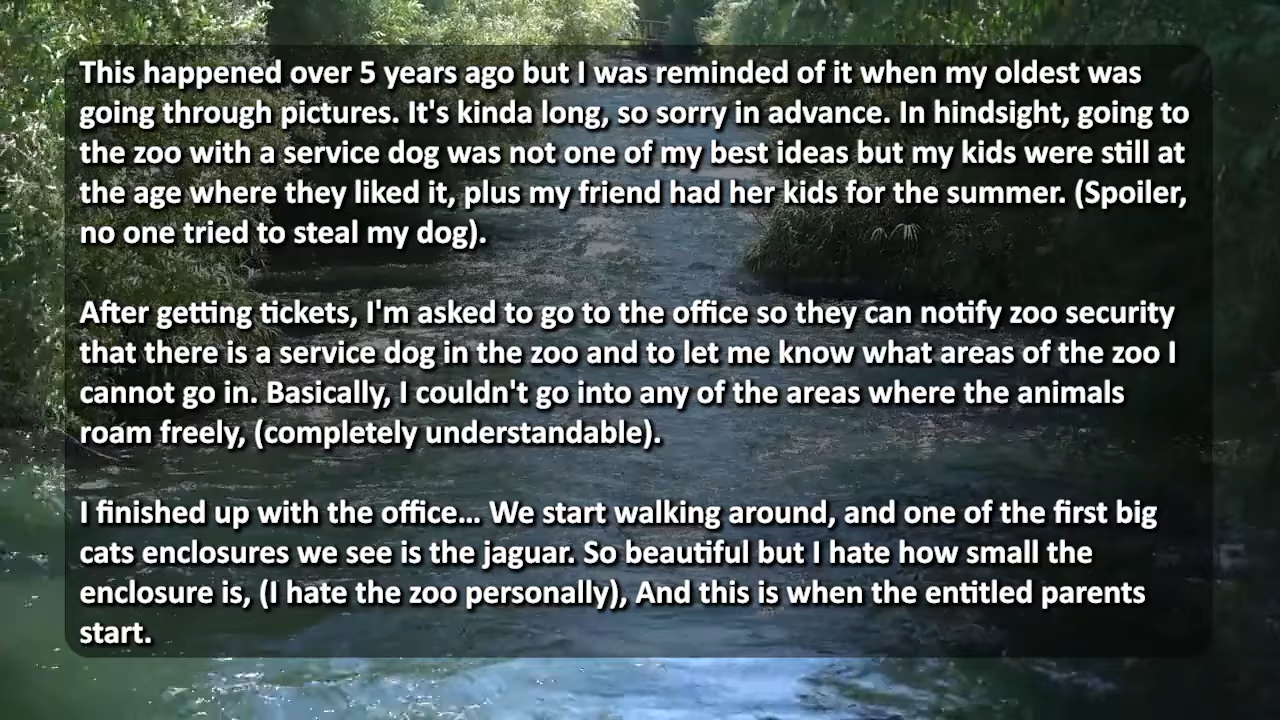 This happened over 5 years ago but I was reminded of it when my oldest was
going through pictures. It's kinda long, so sorry in advance. In hindsight, going to
the zoo with a service dog was not one of my best ideas but my kids were still at
the age where they liked it, plus my friend had her kids for the summer. (Spoiler,
no one tried to steal my dog).
After getting tickets, I'm asked to go to the office so they can notify zoo security
that there is a service dog in the zoo and to let me know what areas of the zoo I
cannot go in. Basically, I couldn't go into any of the areas where the animals
roam freely, (completely understandable).
I finished up with the office... We start walking around, and one of the first big
cats enclosures we see is the jaguar. So beautiful but I hate how small the
enclosure is, (I hate the zoo personally), And this is when the entitled parents
start.